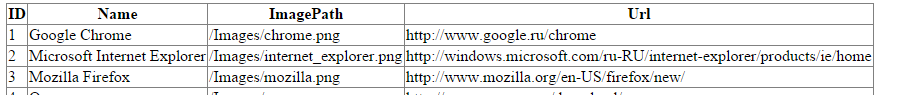 ID Name ImagePath Url
1 Google Chrome /Images/chrome.png http://www.google.ru/chrome
2 Microsoft Internet Explorer /Images/internet_explorer.png http://windows.microsoft.com/ru-RU/internet-explorer/products/ie/home
3 Mozilla Firefox /Images/mozilla.png http://www.mozilla.org/en-US/firefox/new/